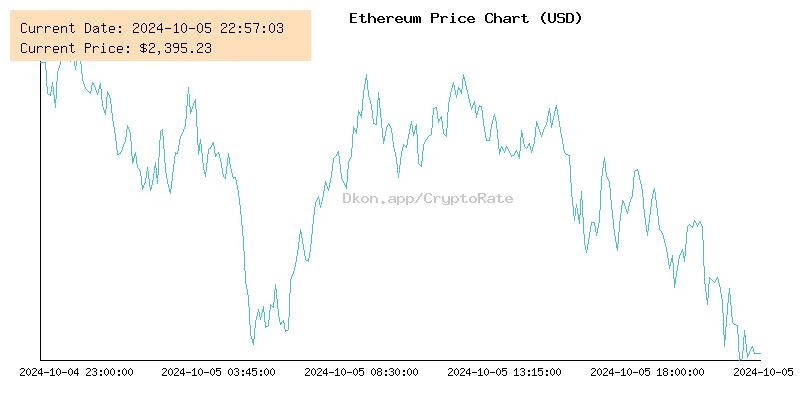 Ethereum Price Chart (USD)
Current Date: 2024-10-05 22:57:03
Current Price: $2,395.23
Dkon.app/CryptoRate
2024-10-04 23:00:00 2024-10-05 03:45:00 2024-10-05 08:30:00 2024-10-05 13:15:00 2024-10-05 18:00:00 2024-10-05